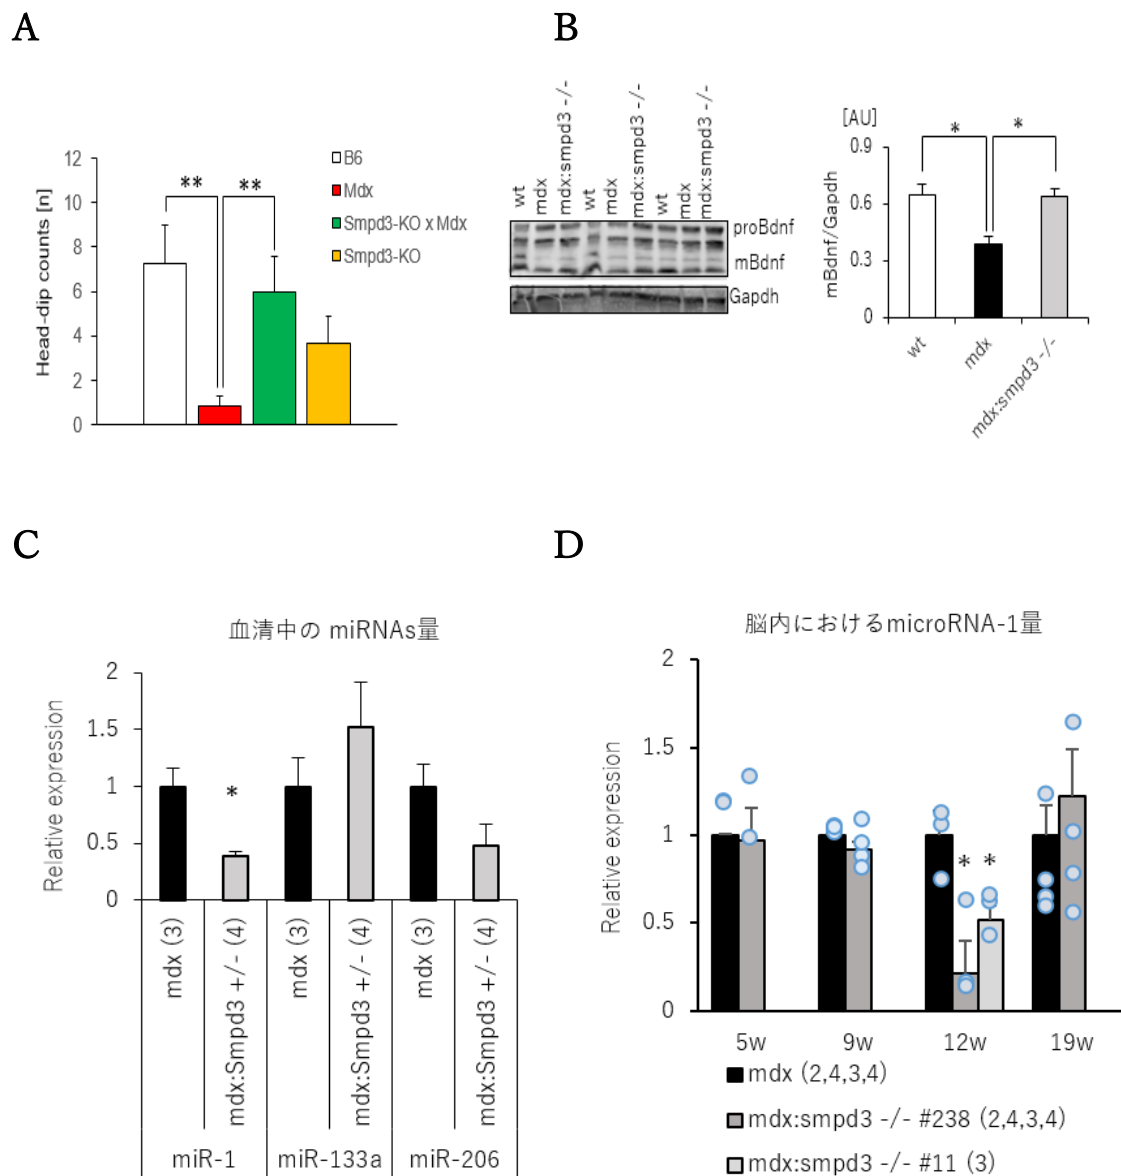 A
12
10
8
6
4
2
0
Head-dip counts [n]
**
**
B6
Mdx
Smpd3-KO x Mdx
Smpd3-KO
B
wt
mdx
mdx:smpd3 -/-
wt
mdx
mdx:smpd3 -/-
wt
mdx
mdx:smpd3 -/-
proBdnf
mBdnf
Gapdh
[AU]
0.9
0.6
0.3
0
mBdnf/Gapdh
*
*
wt
mdx
mdx:smpd3 -/-
C
血清中の miRNAs量
2
1.5
1
0.5
0
Relative expression
*
mdx (3)
mdx:Smpd3 +/- (4)
mdx (3)
mdx:Smpd3 +/- (4)
mdx (3)
mdx:Smpd3 +/- (4)
miR-1
miR-133a
miR-206
D
脳内におけるmicroRNA-1量
2
1.5
1
0.5
0
Relative expression
*
*
5w
9w
12w
19w
mdx (2,4,3,4)
mdx:smpd3 -/- #238 (2,4,3,4)
mdx:smpd3 -/- #11 (3)